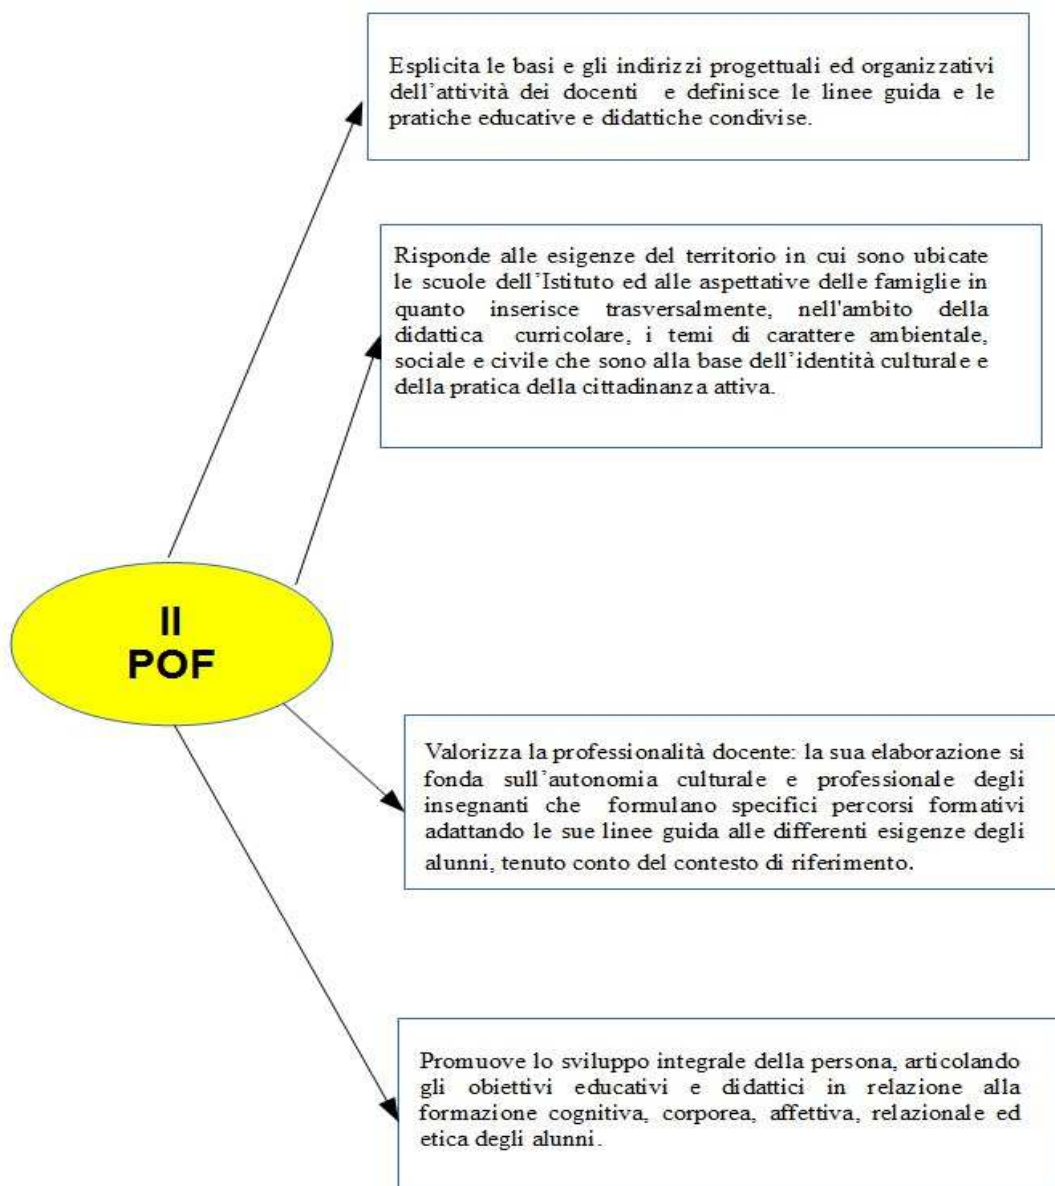 Esplicita le basi e gli indirizzi progettuali ed organizzativi
dell'attività dei docenti e definisce le linee guida e le
pratiche educative e didattiche condivise.
Risponde alle esigenze del territorio in cui sono ubicate
le scuole dell'Istituto ed alle aspettative delle famiglie in
quanto inserisce trasversalmente, nell'ambito della
didattica curricolare, i temi di carattere ambientale,
sociale e civile che sono alla base dell'identità culturale e
della pratica della cittadinanza attiva.
Il
POF
Valorizza la professionalità docente: la sua elaborazione si
fonda sull'autonomia culturale e professionale degli
insegnanti che formulano specifici percorsi formativi
adattando le sue linee guida alle differenti esigenze degli
alunni, tenuto conto del contesto di riferimento.
Promuove lo sviluppo integrale della persona, articolando
gli obiettivi educativi e didattici in relazione alla
formazione cognitiva, corporea, affettiva, relazionale ed
etica degli alunni.